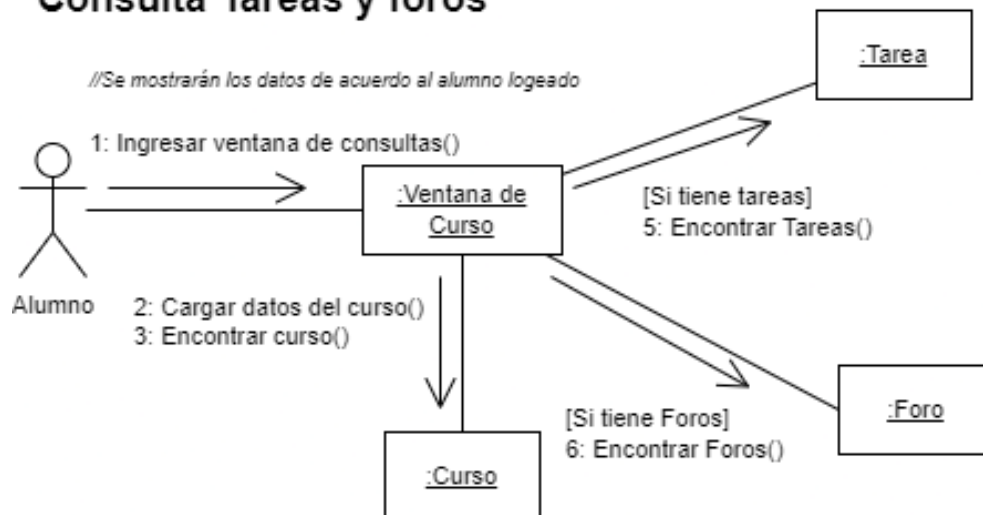 Consulta Tareas y foros
:Tarea
//Se mostrarán los datos de acuerdo al alumno logeado
1: Ingresar ventana de consultas()
:Ventana de
Curso
[Si tiene tareas]
5: Encontrar Tareas()
Alumno
2: Cargar datos del curso()
3: Encontrar curso()
:Foro
[Si tiene Foros]
6: Encontrar Foros()
:Curso